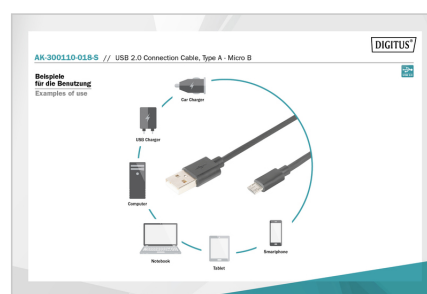 DIGITUS®
AK-300110-018-S // USB 2.0 Connection Cable, Type A - Micro B
Beispiele
für die Benutzung
Examples of use
Car Charger
USB Charger
Computer
Notebook
Tablet
Smartphone